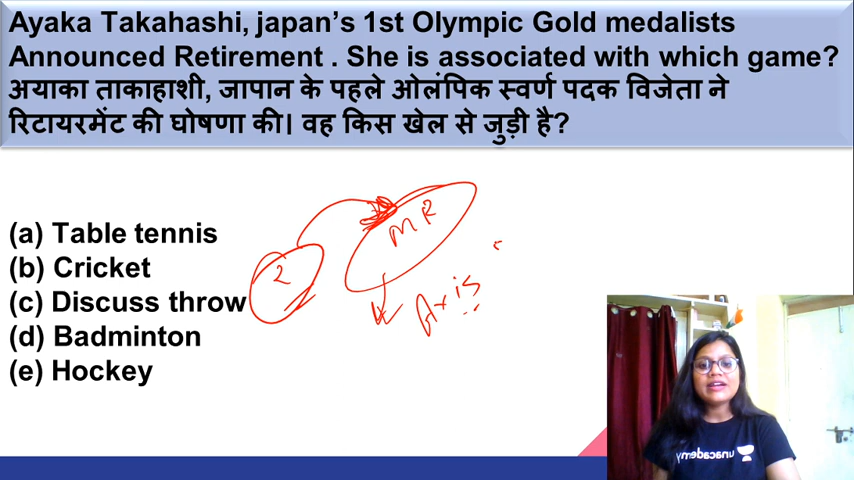 Ayaka Takahashi, japan’s 1st Olympic Gold medalists
Announced Retirement . She is associated with which game?
अयाका ताकाहाशी, जापान के पहले ओलंपिक स्वर्ण पदक विजेता ने
रिटायरमेंट की घोषणा की। वह किस खेल से जुड़ी है?
(a) Table tennis
(b) Cricket
(c) Discuss throw
(d) Badminton
(e) Hockey
2
MR
Axis
unacademy